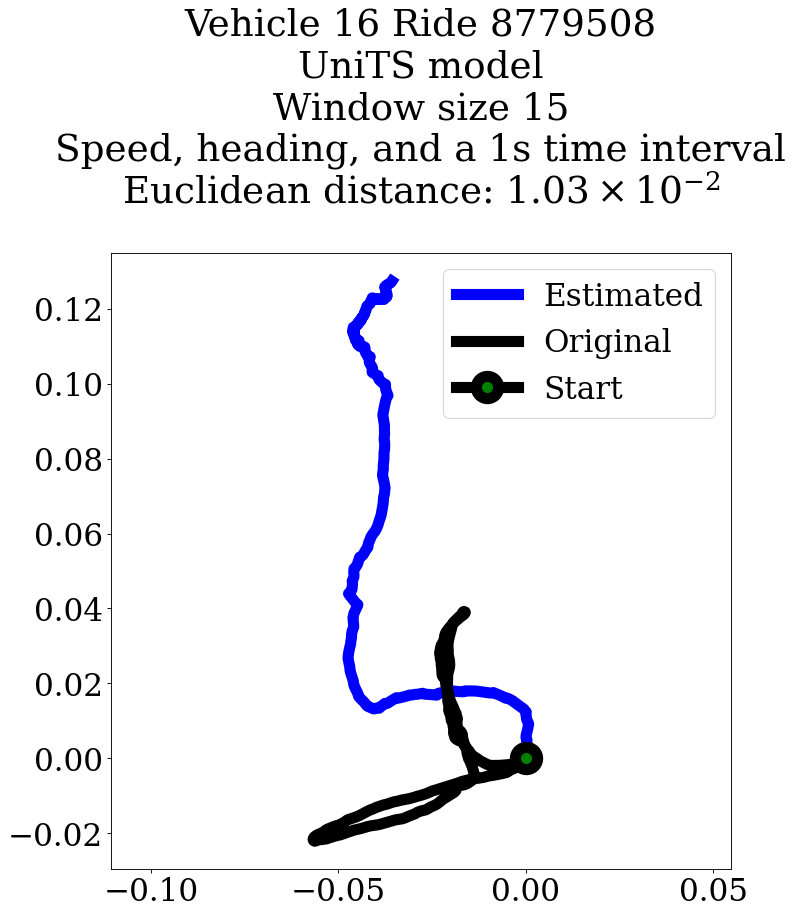 Vehicle 16 Ride 8779508
UniTS model
Window size 15
Speed, heading, and a 1s time interval
Euclidean distance: 1.03 × 10⁻²
Estimated
Original
Start
0.12
0.10
0.08
0.06
0.04
0.02
0.00
−0.02
−0.10
−0.05
0.00
0.05